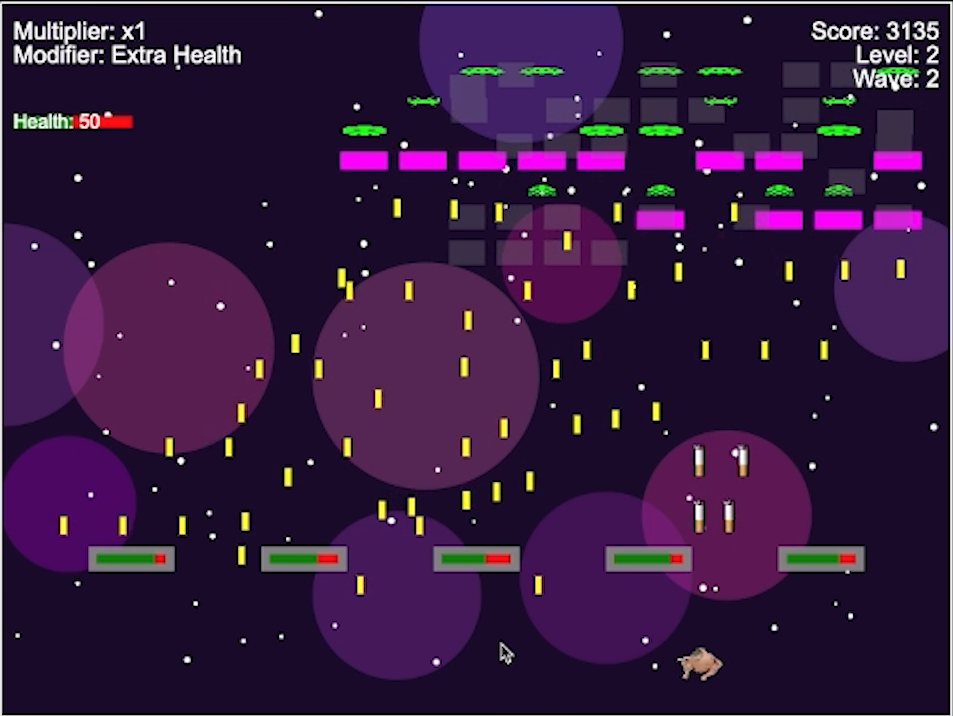 Multiplier: x1
Modifier: Extra Health
Score: 3135
Level: 2
Wave: 2
Health: 50